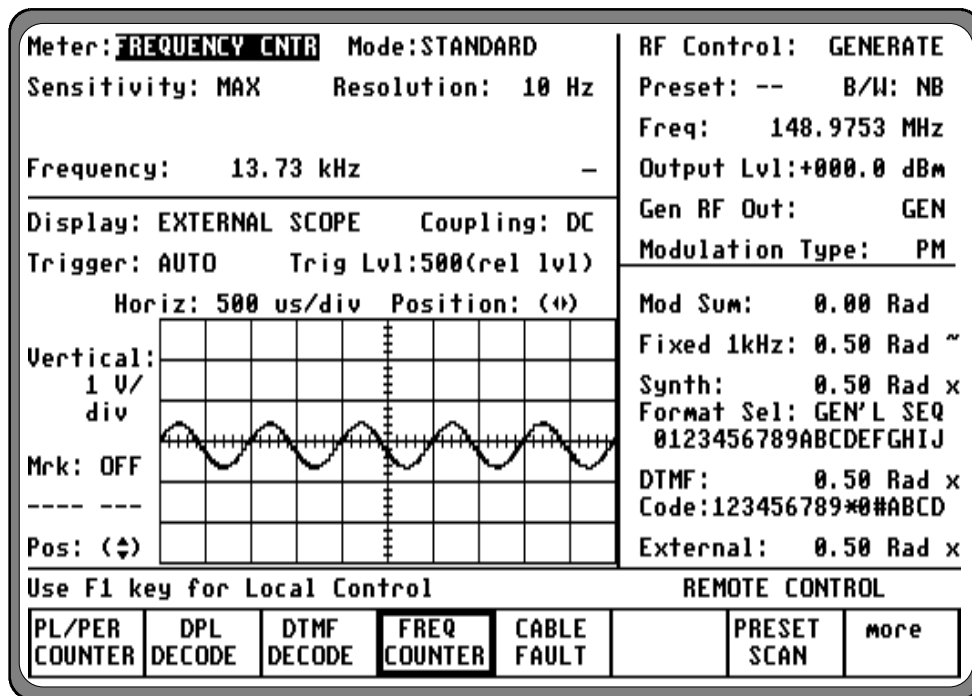 Meter:FREQUENCY CNTR Mode:STANDARD
Sensitivity: MAX Resolution: 10 Hz
Frequency: 13.73 kHz –
Display: EXTERNAL SCOPE Coupling: DC
Trigger: AUTO Trig Lvl:500(rel lvl)
Horiz: 500 us/div Position: (◂▸)
Vertical:
1 V/
div
Mrk: OFF
---- ---
Pos: (▴▾)
RF Control: GENERATE
Preset: -- B/W: NB
Freq: 148.9753 MHz
Output Lvl:+000.0 dBm
Gen RF Out: GEN
Modulation Type: PM
Mod Sum: 0.00 Rad
Fixed 1kHz: 0.50 Rad ~
Synth: 0.50 Rad x
Format Sel: GEN'L SEQ
0123456789ABCDEFGHIJ
DTMF: 0.50 Rad x
Code:123456789*0#ABCD
External: 0.50 Rad x
Use F1 key for Local Control REMOTE CONTROL
PL/PER
COUNTER
DPL
DECODE
DTMF
DECODE
FREQ
COUNTER
CABLE
FAULT
PRESET
SCAN
more